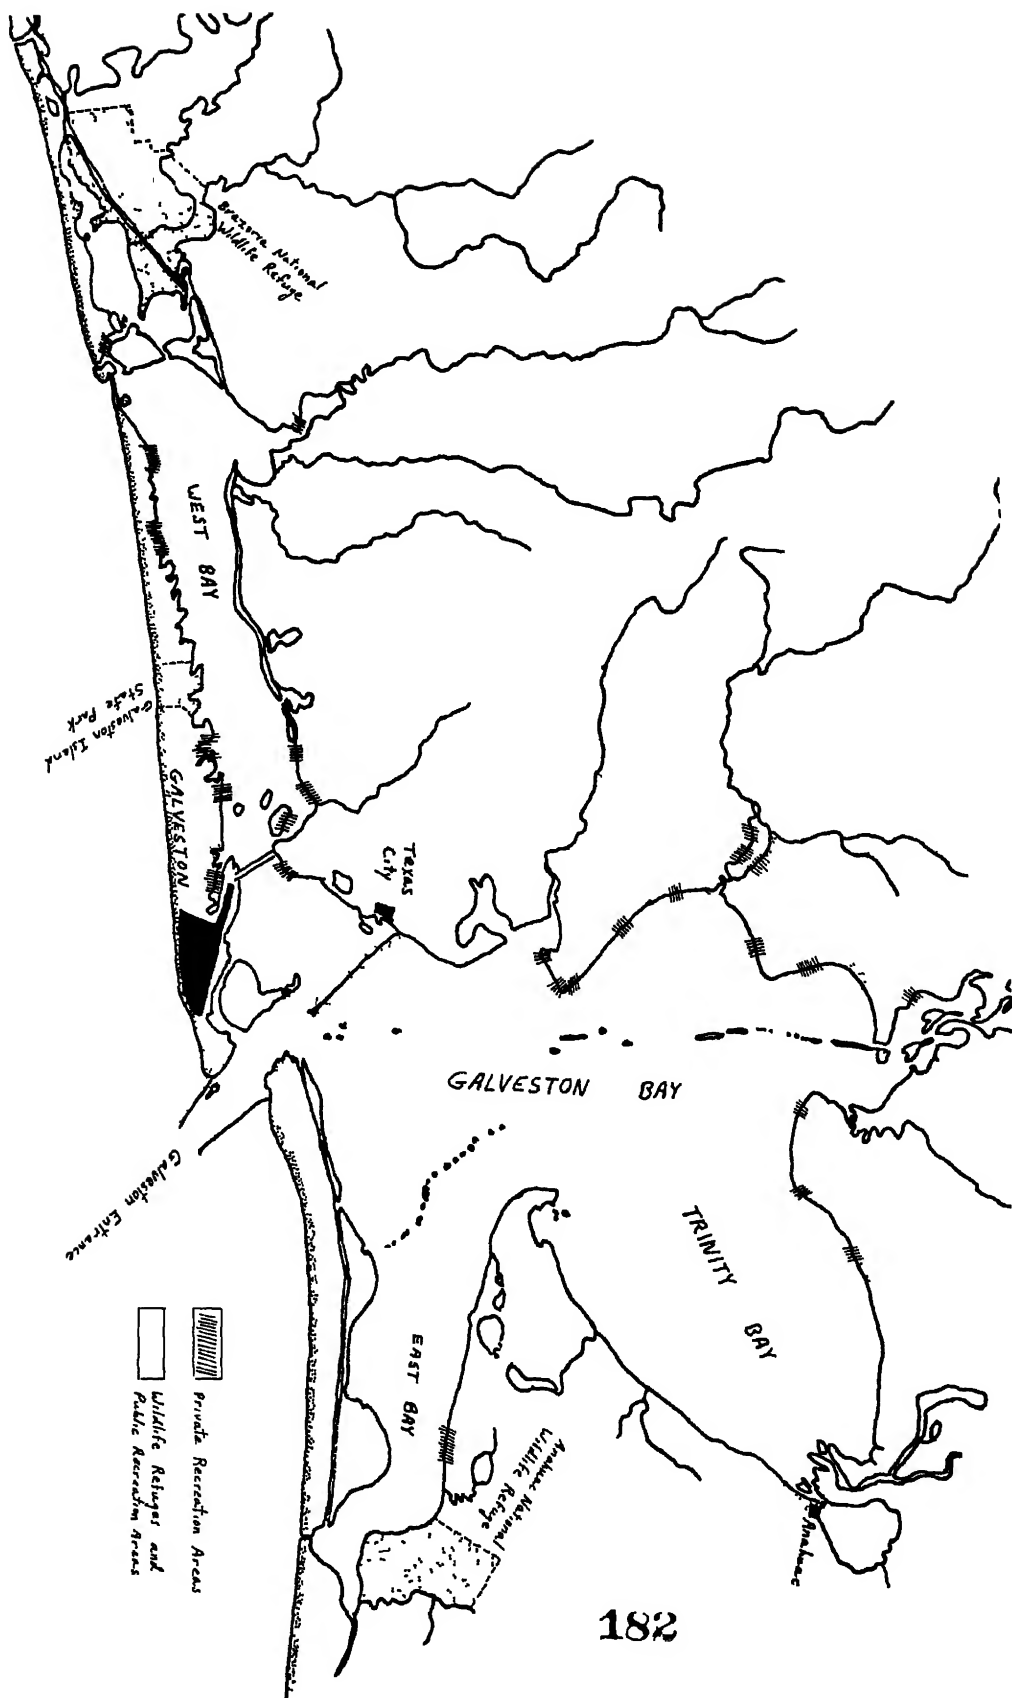 Brazoria National
Wildlife Refuge
WEST BAY
Galveston Island
State Park
GALVESTON
Texas
City
GALVESTON BAY
Galveston Entrance
TRINITY BAY
EAST BAY
Anahuac National
Wildlife Refuge
Anahuac
Private Recreation Areas
Wildlife Refuges and
Public Recreation Areas
182